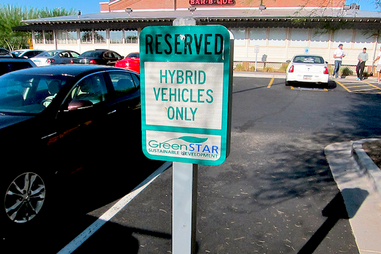 BAR-B-QUE
RESERVED
HYBRID
VEHICLES
ONLY
GreenSTAR
SUSTAINABLE DEVELOPMENT